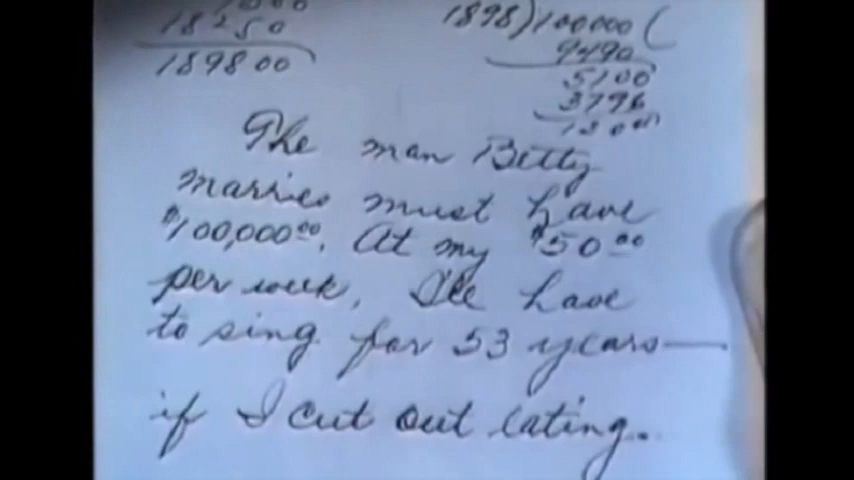 18250
189800
1898)100000(
9490
5100
3796
The man Betty
marries must have
$100,000.00. At my $50.00
per week, I'll have
to sing for 53 years—
if I cut out eating..